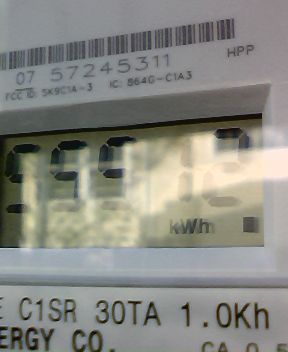 HPP
07 57245311
FCC ID: SK9C1A-3 IC: 864G-C1A3
kWh
C1SR 30TA 1.0Kh
ERGY CO.